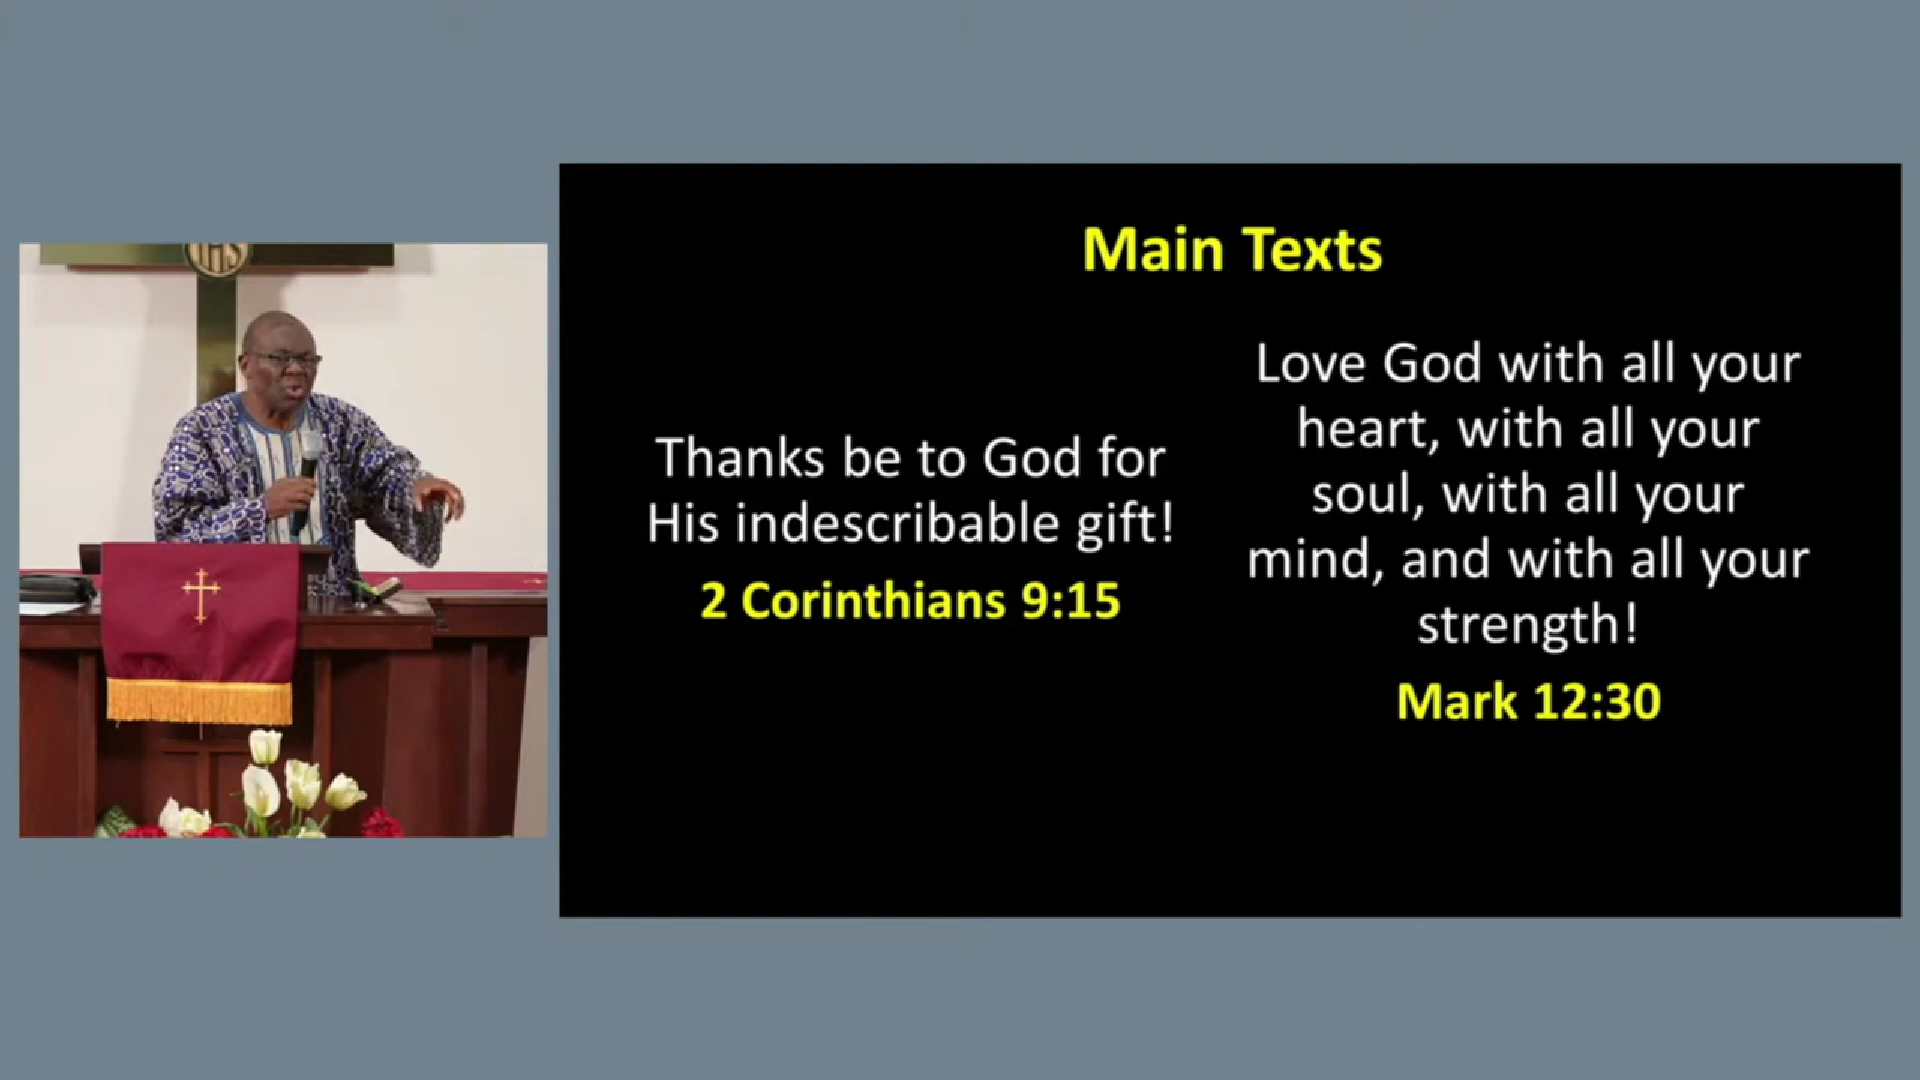 IHS
Main Texts
Thanks be to God for
His indescribable gift!
2 Corinthians 9:15
Love God with all your
heart, with all your
soul, with all your
mind, and with all your
strength!
Mark 12:30